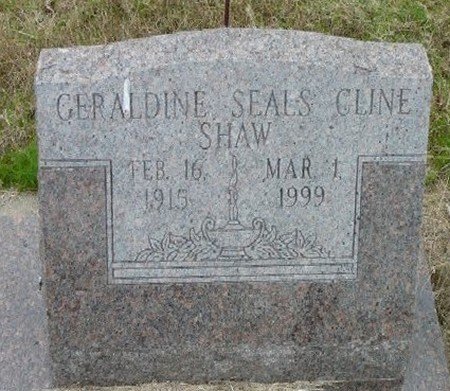 GERALDINE SEALS CLINE
SHAW
FEB. 16, MAR. 1,
1915 1999